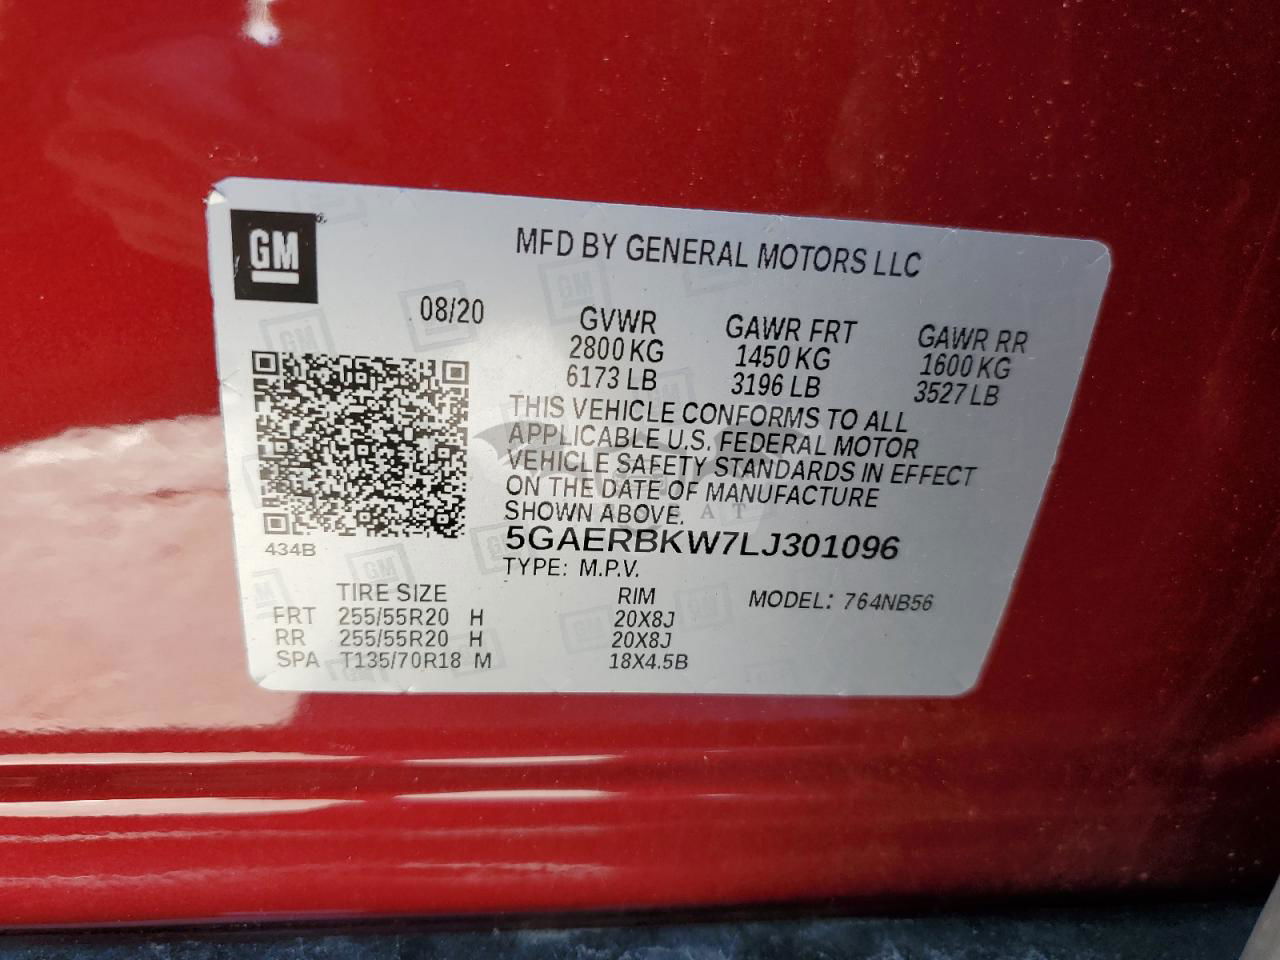 GM
MFD BY GENERAL MOTORS LLC
08/20
GVWR GAWR FRT GAWR RR
2800 KG 1450 KG 1600 KG
6173 LB 3196 LB 3527 LB
THIS VEHICLE CONFORMS TO ALL
APPLICABLE U.S. FEDERAL MOTOR
VEHICLE SAFETY STANDARDS IN EFFECT
ON THE DATE OF MANUFACTURE
SHOWN ABOVE.
434B
5GAERBKW7LJ301096
TYPE: M.P.V.
TIRE SIZE RIM MODEL: 764NB56
FRT 255/55R20 H 20X8J
RR 255/55R20 H 20X8J
SPA T135/70R18 M 18X4.5B